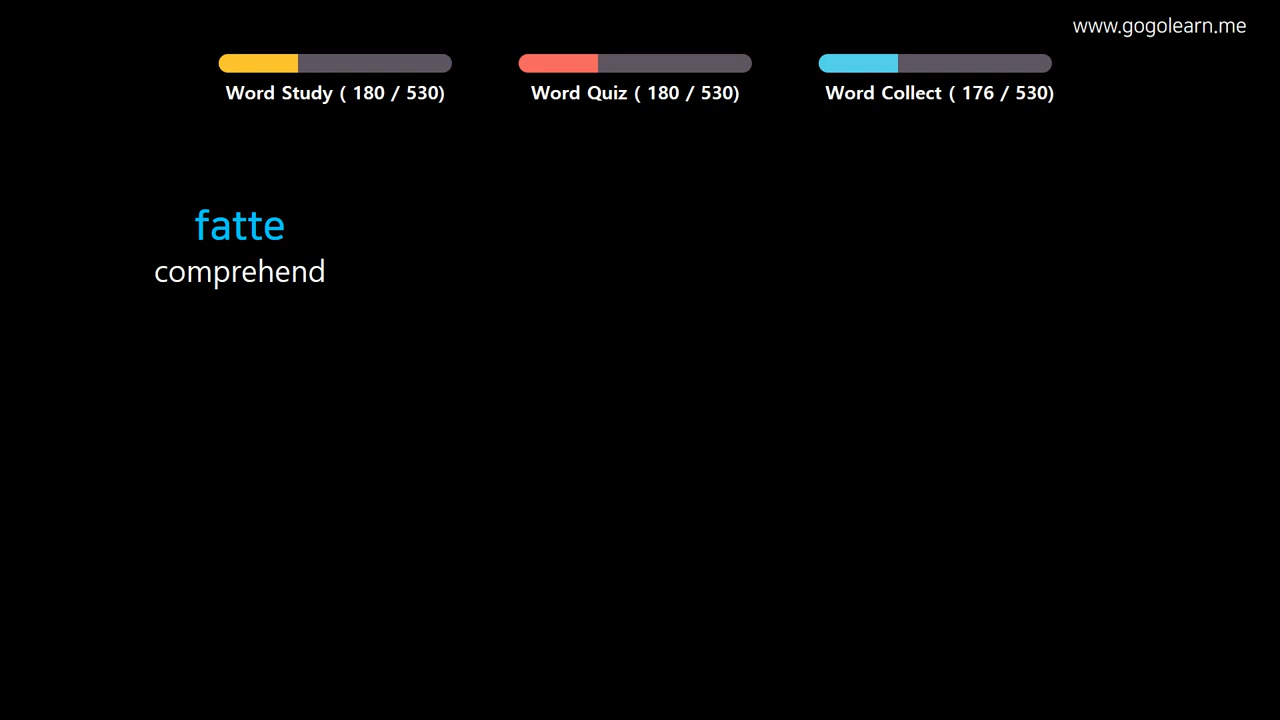 www.gogolearn.me
Word Study ( 180 / 530)
Word Quiz ( 180 / 530)
Word Collect ( 176 / 530)
fatte
comprehend